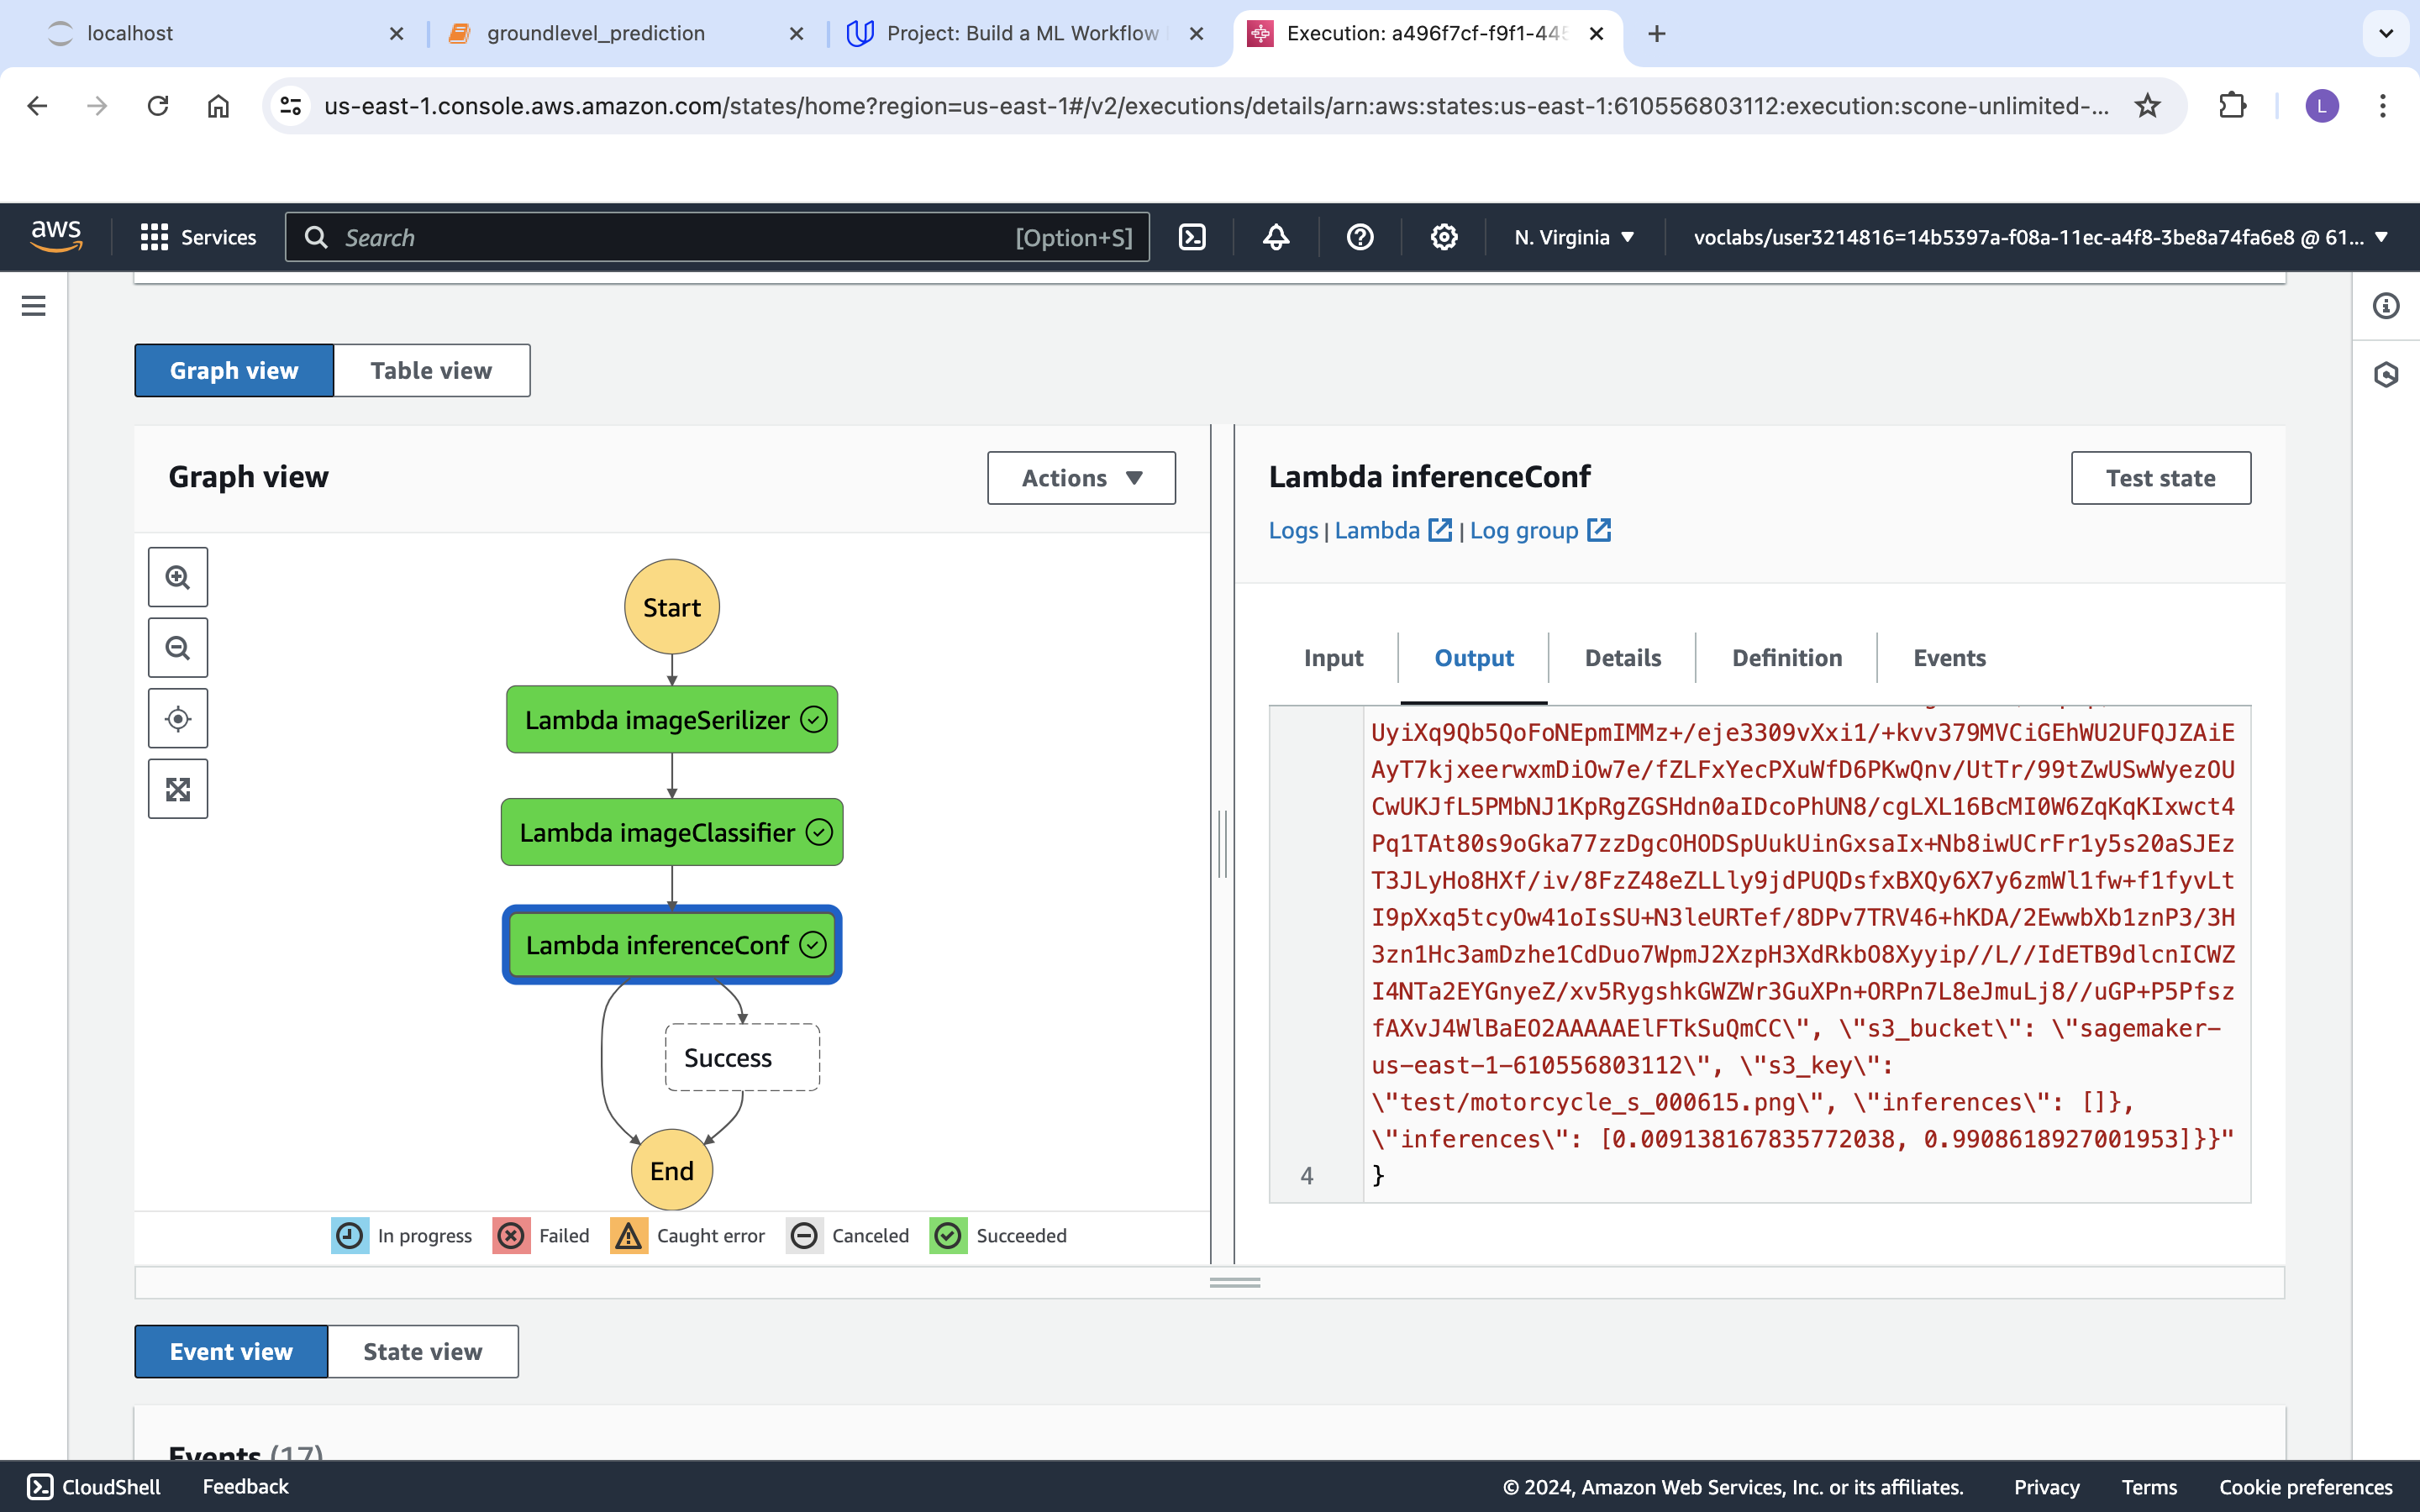 localhost
groundlevel_prediction
Project: Build a ML Workflow
Execution: a496f7cf-f9f1-445
us-east-1.console.aws.amazon.com/states/home?region=us-east-1#/v2/executions/details/arn:aws:states:us-east-1:610556803112:execution:scone-unlimited-...
L
aws
Services
Search
[Option+S]
N. Virginia
voclabs/user3214816=14b5397a-f08a-11ec-a4f8-3be8a74fa6e8 @ 61...
Graph view
Table view
Graph view
Actions
Start
Lambda imageSerilizer
Lambda imageClassifier
Lambda inferenceConf
Success
End
In progress
Failed
Caught error
Canceled
Succeeded
Lambda inferenceConf
Test state
Logs | Lambda | Log group
Input
Output
Details
Definition
Events
UyiXq9Qb5QoFoNEpmIMMz+/eje3309vXxi1/+kvv379MVCiGEhWU2UFQJZAiE
AyT7kjxeerwxmDiOw7e/fZLFxYecPXuWfD6PKwQnv/UtTr/99tZwUSwWyezOU
CwUKJfL5PMbNJ1KpRgZGSHdn0aIDcoPhUN8/cgLXL16BcMI0W6ZqKqKIxwct4
Pq1TAt80s9oGka77zzDgcOHODSpUukUinGxsaIx+Nb8iwUCrFr1y5s20aSJEz
T3JLyHo8HXf/iv/8FzZ48eZLLly9jdPUQDsfxBXQy6X7y6zmWl1fw+f1fyvLt
I9pXxq5tcyOw41oIsSU+N3leURTef/8DPv7TRV46+hKDA/2EwwbXb1znP3/3H
3zn1Hc3amDzhe1CdDuo7WpmJ2XzpH3XdRkbO8Xyyip//L//IdETB9dlcnICWZ
I4NTa2EYGnyeZ/xv5RygshkGWZWr3GuXPn+ORPn7L8eJmuLj8//uGP+P5Pfsz
fAXvJ4WlBaEO2AAAAAElFTkSuQmCC\", \"s3_bucket\": \"sagemaker-
us-east-1-610556803112\", \"s3_key\":
\"test/motorcycle_s_000615.png\", \"inferences\": []},
\"inferences\": [0.009138167835772038, 0.9908618927001953]}}"
4 }
Event view
State view
Events (17)
CloudShell
Feedback
© 2024, Amazon Web Services, Inc. or its affiliates.
Privacy
Terms
Cookie preferences